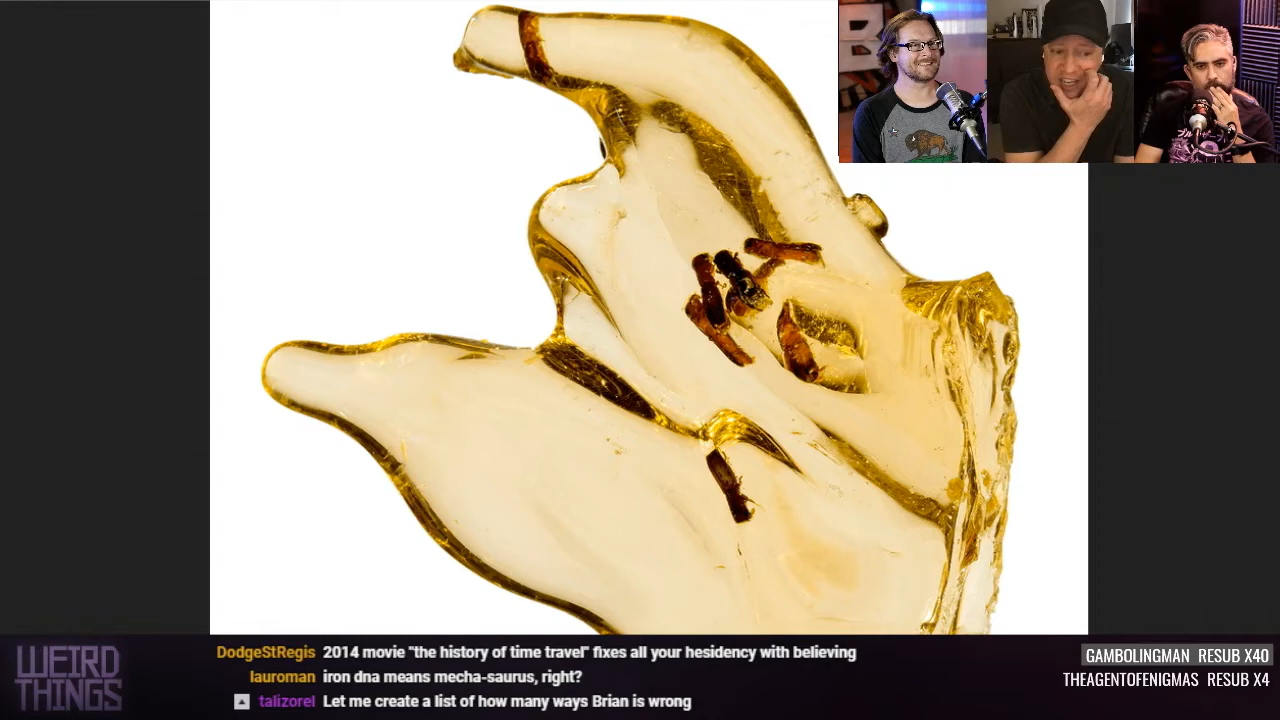 WEIRD
THINGS
DodgeStRegis 2014 movie "the history of time travel" fixes all your hesidency with believing
lauroman iron dna means mecha-saurus, right?
talizorel Let me create a list of how many ways Brian is wrong
GAMBOLINGMAN RESUB X40
THEAGENTOFENIGMAS RESUB X4